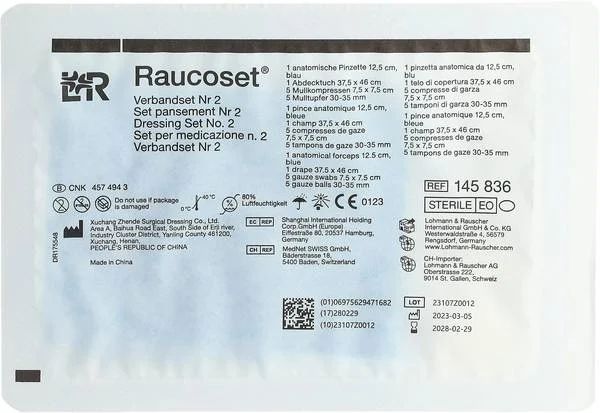 L&R
Raucoset®
Verbandset Nr 2
Set pansement Nr 2
Dressing Set No. 2
Set per medicazione n. 2
Verbandset Nr 2
1 anatomische Pinzette 12,5 cm,
blau
1 Abdecktuch 37,5 x 46 cm
5 Mullkompressen 7,5 x 7,5 cm
5 Mulltupfer 30-35 mm
1 pince anatomique 12,5 cm,
bleue
1 champ 37,5 x 46 cm
5 compresses de gaze
7,5 x 7,5 cm
5 tampons de gaze 30-35 mm
1 anatomical forceps 12.5 cm,
blue
1 drape 37.5 x 46 cm
5 gauze swabs 7.5 x 7.5 cm
5 gauze balls 30-35 mm
1 pinzetta anatomica da 12,5 cm,
blu
1 telo di copertura 37,5 x 46 cm
5 compresse di garza
7,5 x 7,5 cm
5 tamponi di garza 30-35 mm
1 pince anatomique 12,5 cm,
bleue
1 champ 37,5 x 46 cm
5 compresses de gaze
7,5 x 7,5 cm
5 tampons de gaze 30-35 mm
B CNK 457 494 3
Do not use if package
is damaged
0°C
40°C
80%
Luftfeuchtigkeit
CE 0123
REF 145 836
STERILE EO
DR175548
Xuchang Zhende Surgical Dressing Co., Ltd.
Area A, Baihua Road East, South Side of Erli river,
Industry Cluster District, Yanling County 461200,
Xuchang, Henan,
PEOPLE'S REPUBLIC OF CHINA
EC REP
Shanghai International Holding
Corp.GmbH (Europe)
Eiffestraße 80, 20537 Hamburg,
Germany
CH REP
MedNet SWISS GmbH,
Bäderstrasse 18,
5400 Baden, Switzerland
Lohmann & Rauscher
International GmbH & Co. KG
Westerwaldstraße 4, 56579
Rengsdorf, Germany
www.Lohmann-Rauscher.com
CH-Importer:
Lohmann & Rauscher AG
Oberstrasse 222,
9014 St. Gallen, Schweiz
(01)06975629471682
(17)280229
(10)23107Z0012
LOT 23107Z0012
2023-03-05
2028-02-29